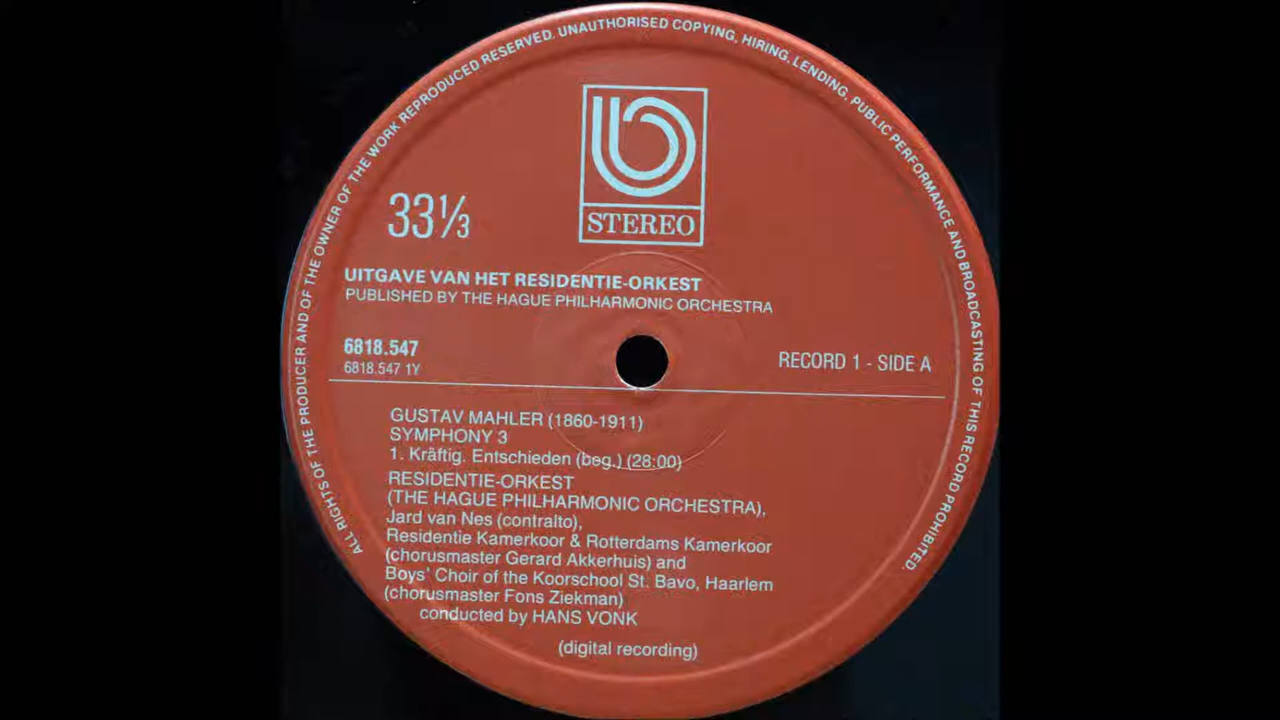 ALL RIGHTS OF THE PRODUCER AND OF THE OWNER OF THE WORK REPRODUCED RESERVED. UNAUTHORISED COPYING, HIRING, LENDING, PUBLIC PERFORMANCE AND BROADCASTING OF THIS RECORD PROHIBITED.
STEREO
33⅓
UITGAVE VAN HET RESIDENTIE-ORKEST
PUBLISHED BY THE HAGUE PHILHARMONIC ORCHESTRA
6818.547
RECORD 1 - SIDE A
6818.547 1Y
GUSTAV MAHLER (1860-1911)
SYMPHONY 3
1. Kräftig. Entschieden (beg.) (28:00)
RESIDENTIE-ORKEST
(THE HAGUE PHILHARMONIC ORCHESTRA),
Jard van Nes (contralto),
Residentie Kamerkoor & Rotterdams Kamerkoor
(chorusmaster Gerard Akkerhuis) and
Boys' Choir of the Koorschool St. Bavo, Haarlem
(chorusmaster Fons Ziekman)
conducted by HANS VONK
(digital recording)